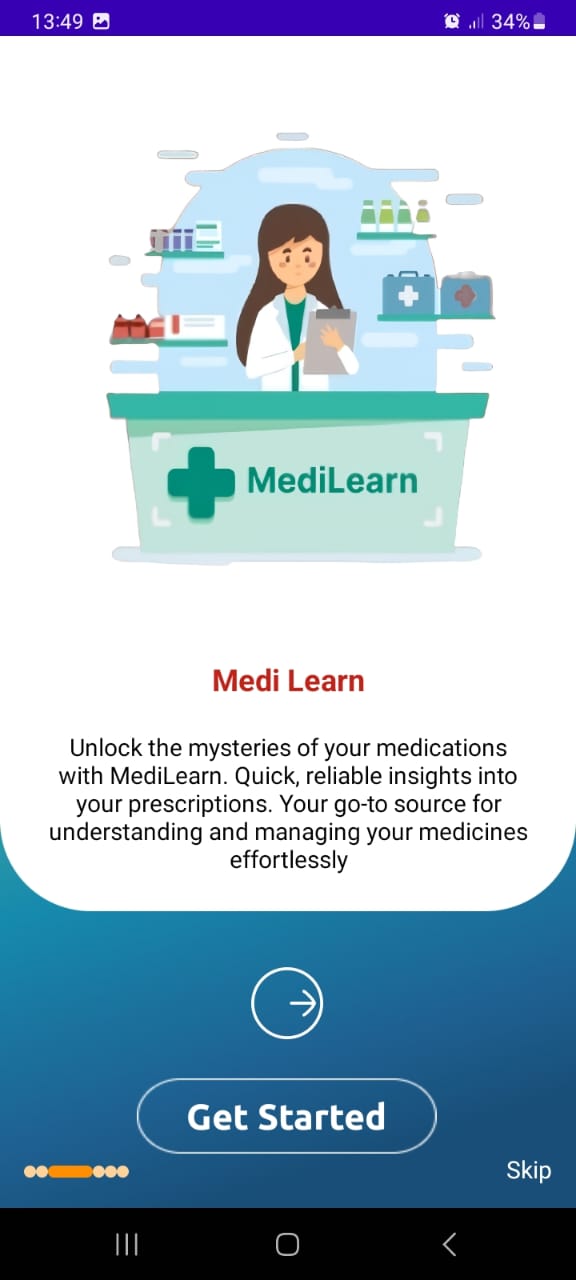 13:49
34%
MediLearn
Medi Learn
Unlock the mysteries of your medications
with MediLearn. Quick, reliable insights into
your prescriptions. Your go-to source for
understanding and managing your medicines
effortlessly
Get Started
Skip